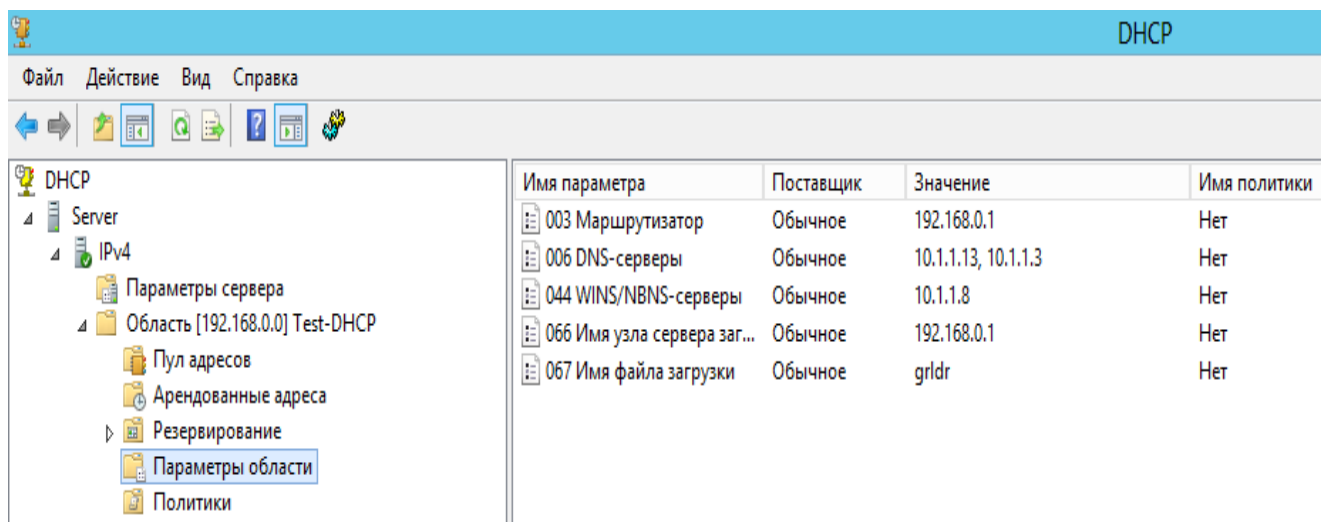 DHCP
Файл Действие Вид Справка
DHCP
Server
IPv4
Параметры сервера
Область [192.168.0.0] Test-DHCP
Пул адресов
Арендованные адреса
Резервирование
Параметры области
Политики
Имя параметра Поставщик Значение Имя политики
003 Маршрутизатор Обычное 192.168.0.1 Нет
006 DNS-серверы Обычное 10.1.1.13, 10.1.1.3 Нет
044 WINS/NBNS-серверы Обычное 10.1.1.8 Нет
066 Имя узла сервера заг... Обычное 192.168.0.1 Нет
067 Имя файла загрузки Обычное grldr Нет